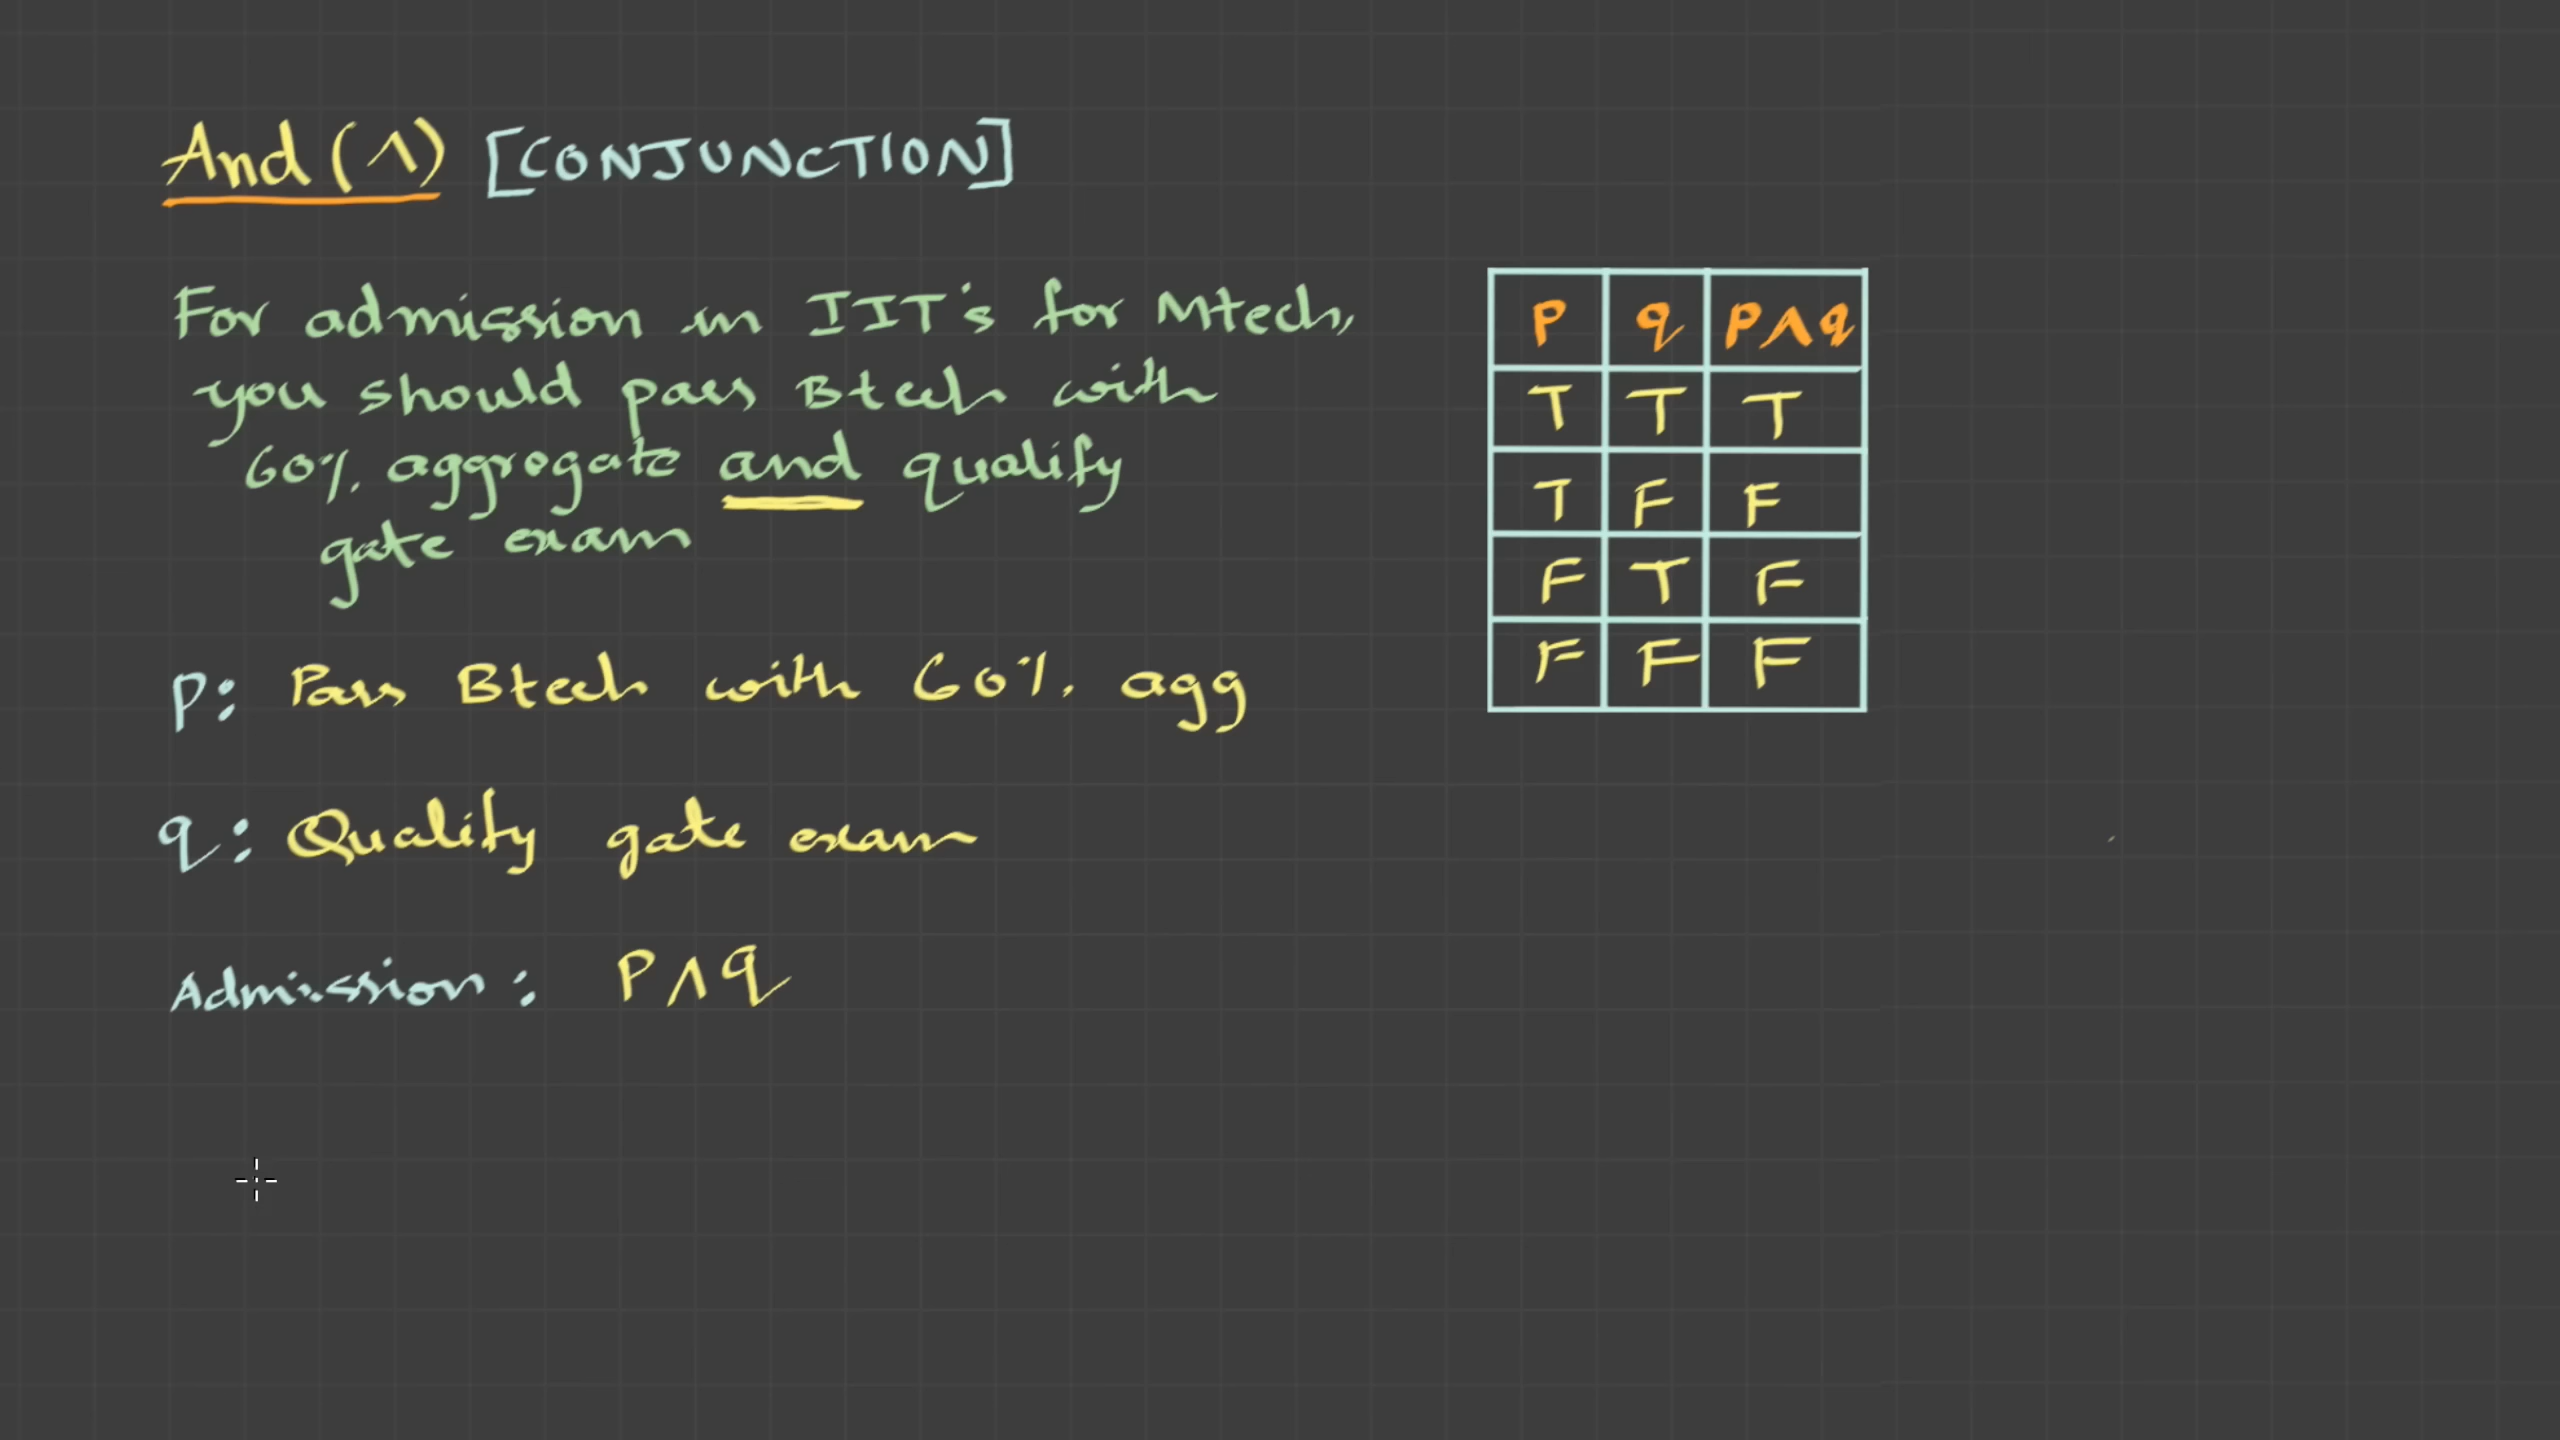 And (∧) [CONJUNCTION]
For admission in IIT's for Mtech,
you should pass Btech with
60%. aggregate and qualify
gate exam
p: Pass Btech with 60%. agg
q: Qualify gate exam
Admission: P∧q
P q P∧q
T T T
T F F
F T F
F F F